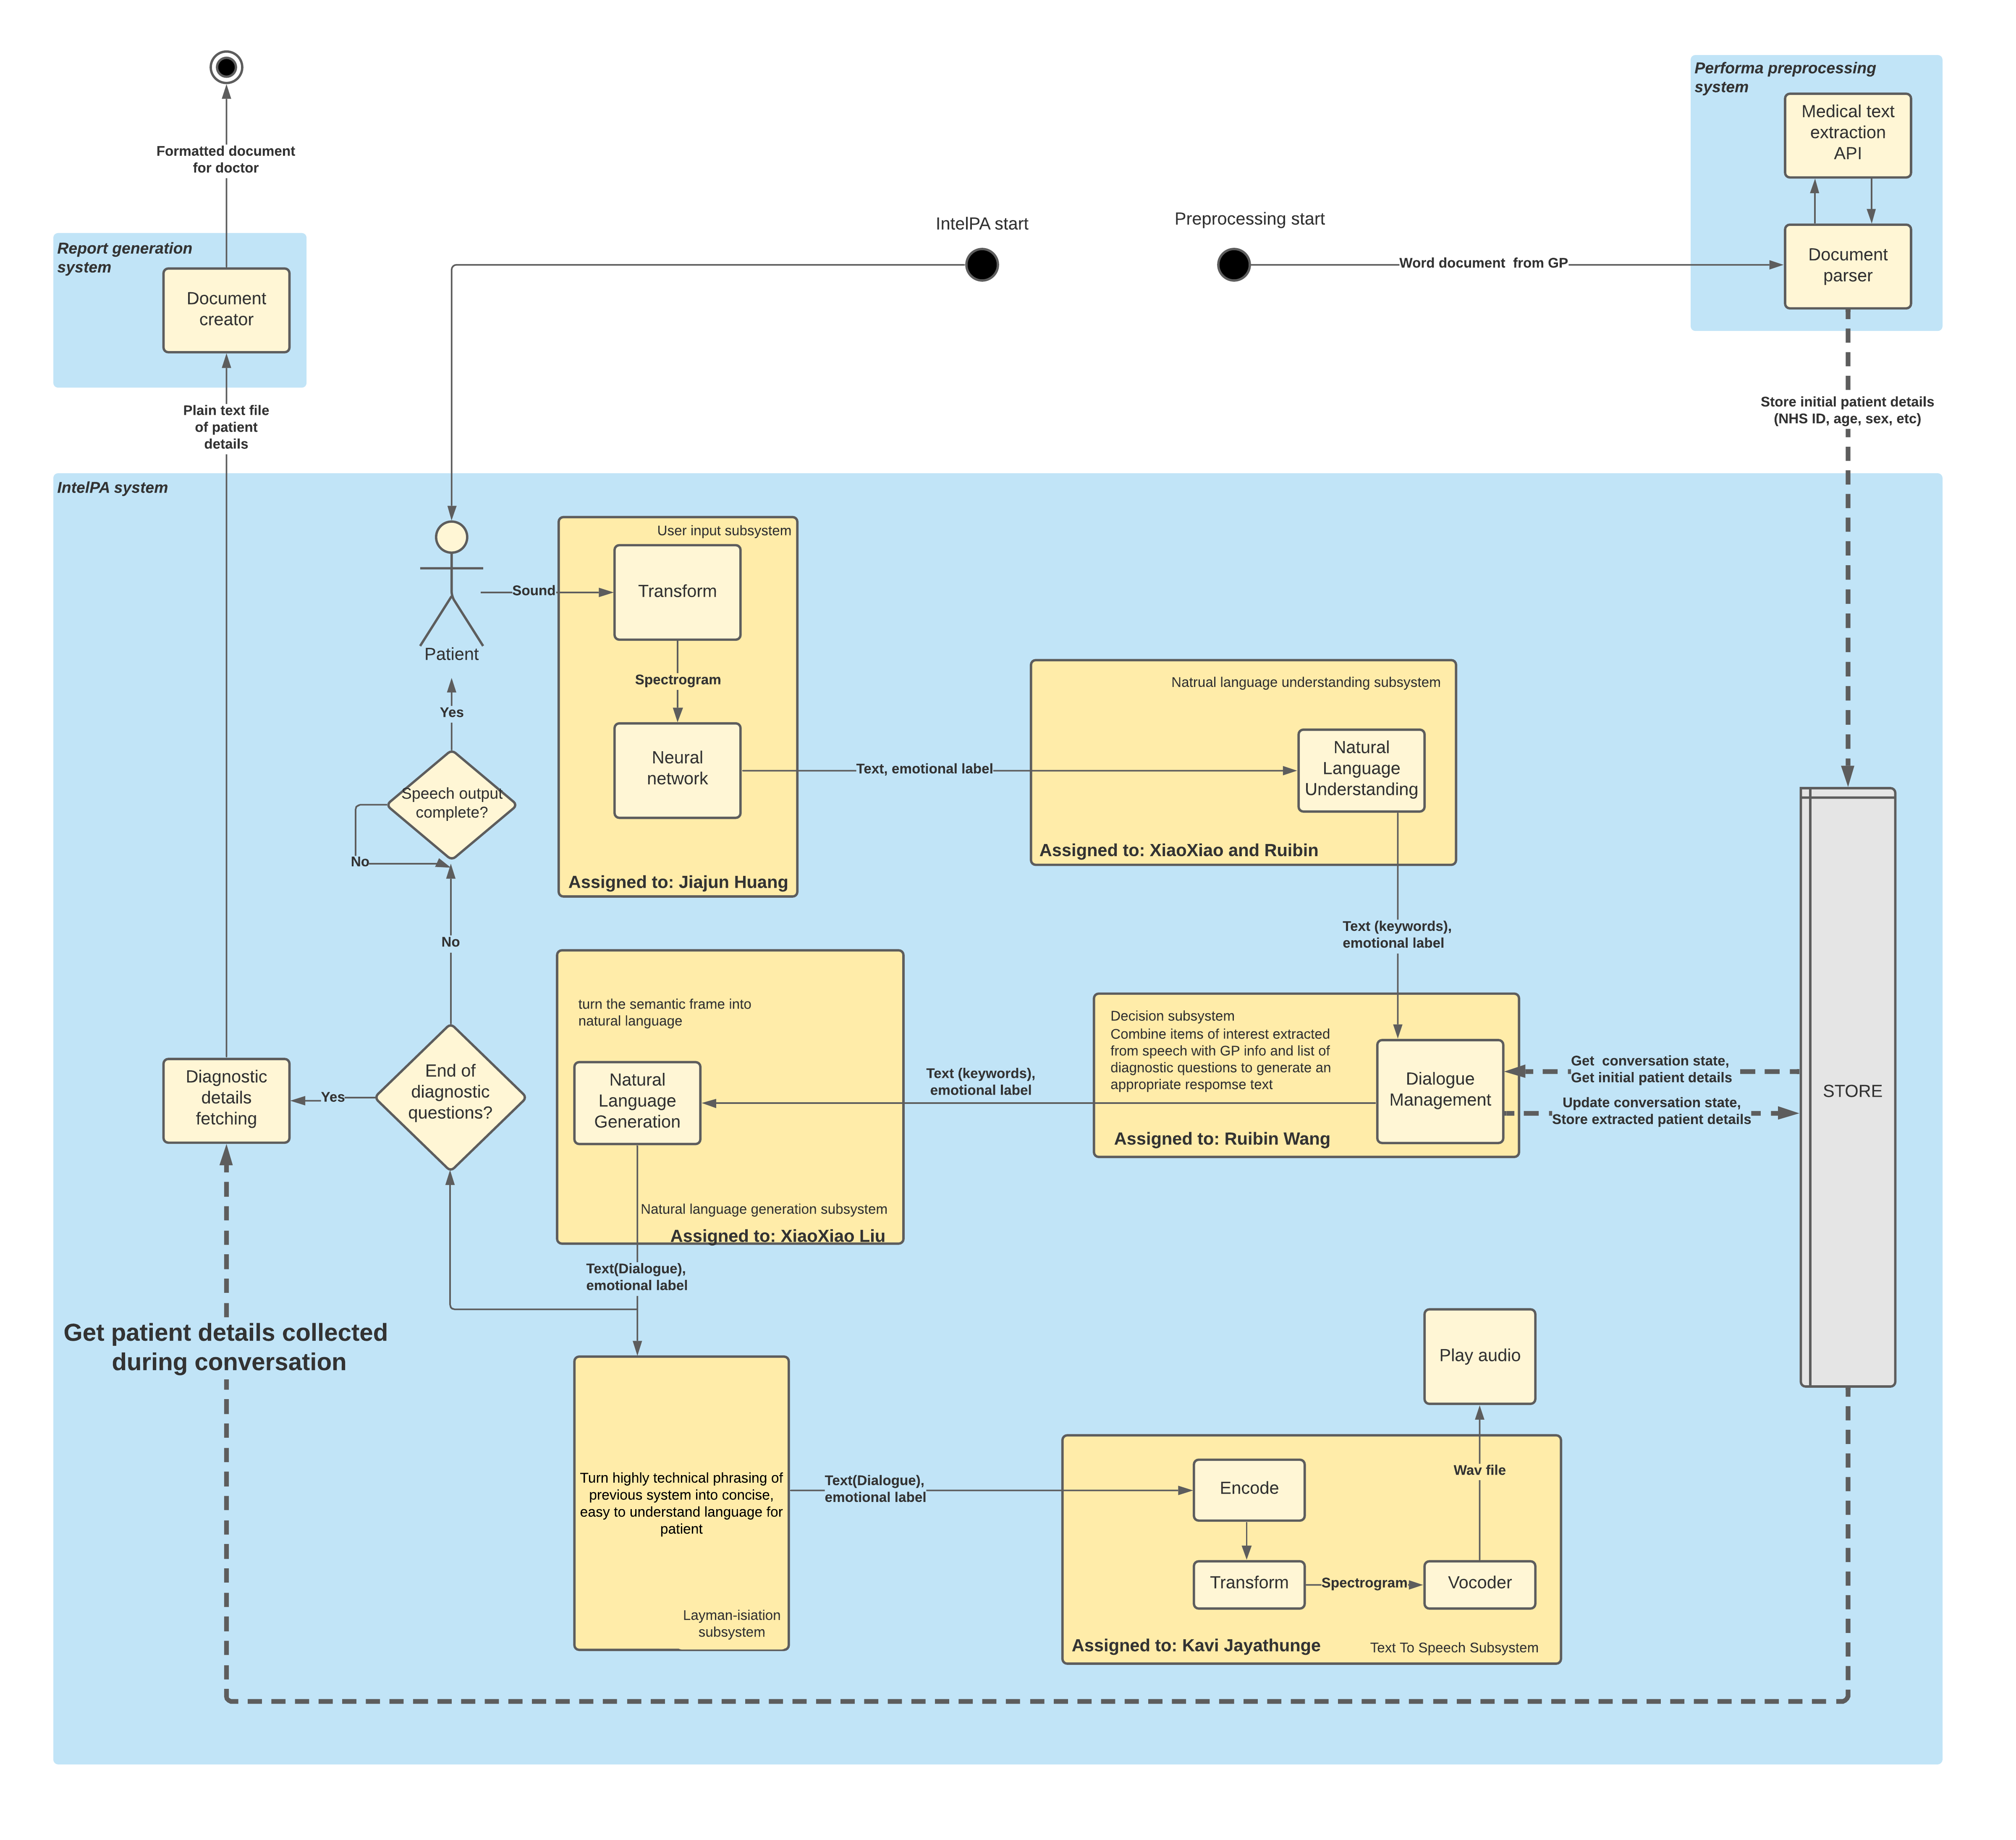 Performa preprocessing
system
Medical text
extraction
API
Formatted document
for doctor
IntelPA start
Preprocessing start
Report generation
system
Document
creator
Word document  from GP
Document
parser
Plain text file
of patient
details
Store initial patient details
(NHS ID, age, sex, etc)
IntelPA system
User input subsystem
Transform
Sound
Patient
Spectrogram
Natrual language understanding subsystem
Yes
Neural
network
Text, emotional label
Natural
Language
Understanding
Speech output
complete?
No
Assigned to: XiaoXiao and Ruibin
Assigned to: Jiajun Huang
Text (keywords),
emotional label
No
turn the semantic frame into
natural language
Decision subsystem
Combine items of interest extracted
from speech with GP info and list of
diagnostic questions to generate an
appropriate respomse text
Diagnostic
details
fetching
Yes
End of
diagnostic
questions?
Natural
Language
Generation
Text (keywords),
emotional label
Dialogue
Management
Get  conversation state,
Get initial patient details
Update conversation state,
Store extracted patient details
STORE
Assigned to: Ruibin Wang
Natural language generation subsystem
Assigned to: XiaoXiao Liu
Text(Dialogue),
emotional label
Get patient details collected
during conversation
Play audio
Turn highly technical phrasing of
previous system into concise,
easy to understand language for
patient
Text(Dialogue),
emotional label
Encode
Wav file
Transform
Spectrogram
Vocoder
Layman-isiation
subsystem
Assigned to: Kavi Jayathunge
Text To Speech Subsystem